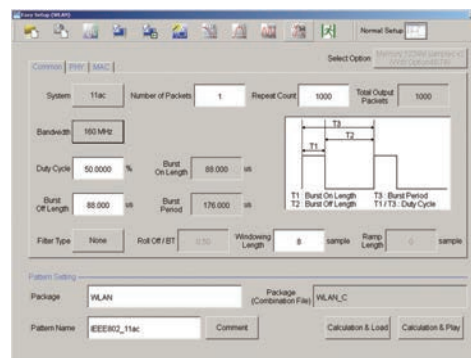 Easy Setup (WLAN)
Normal Setup
Select Option
Common PHY MAC
System 11ac Number of Packets 1 Repeat Count 1000 Total Output Packets 1000
Bandwidth 160 MHz
Duty Cycle 50.0000 % Burst On Length 88.000 us
Burst Off Length 88.000 us Burst Period 176.000 us
T3
T2
T1
T1 : Burst On Length T3 : Burst Period
T2 : Burst Off Length T1 / T3 : Duty Cycle
Filter Type None Roll Off / BT 0.50 Windowing Length 8 sample Ramp Length 0 sample
Pattern Setting
Package WLAN Package (Combination File) WLAN_C
Pattern Name IEEE802_11ac Comment Calculation & Load Calculation & Play